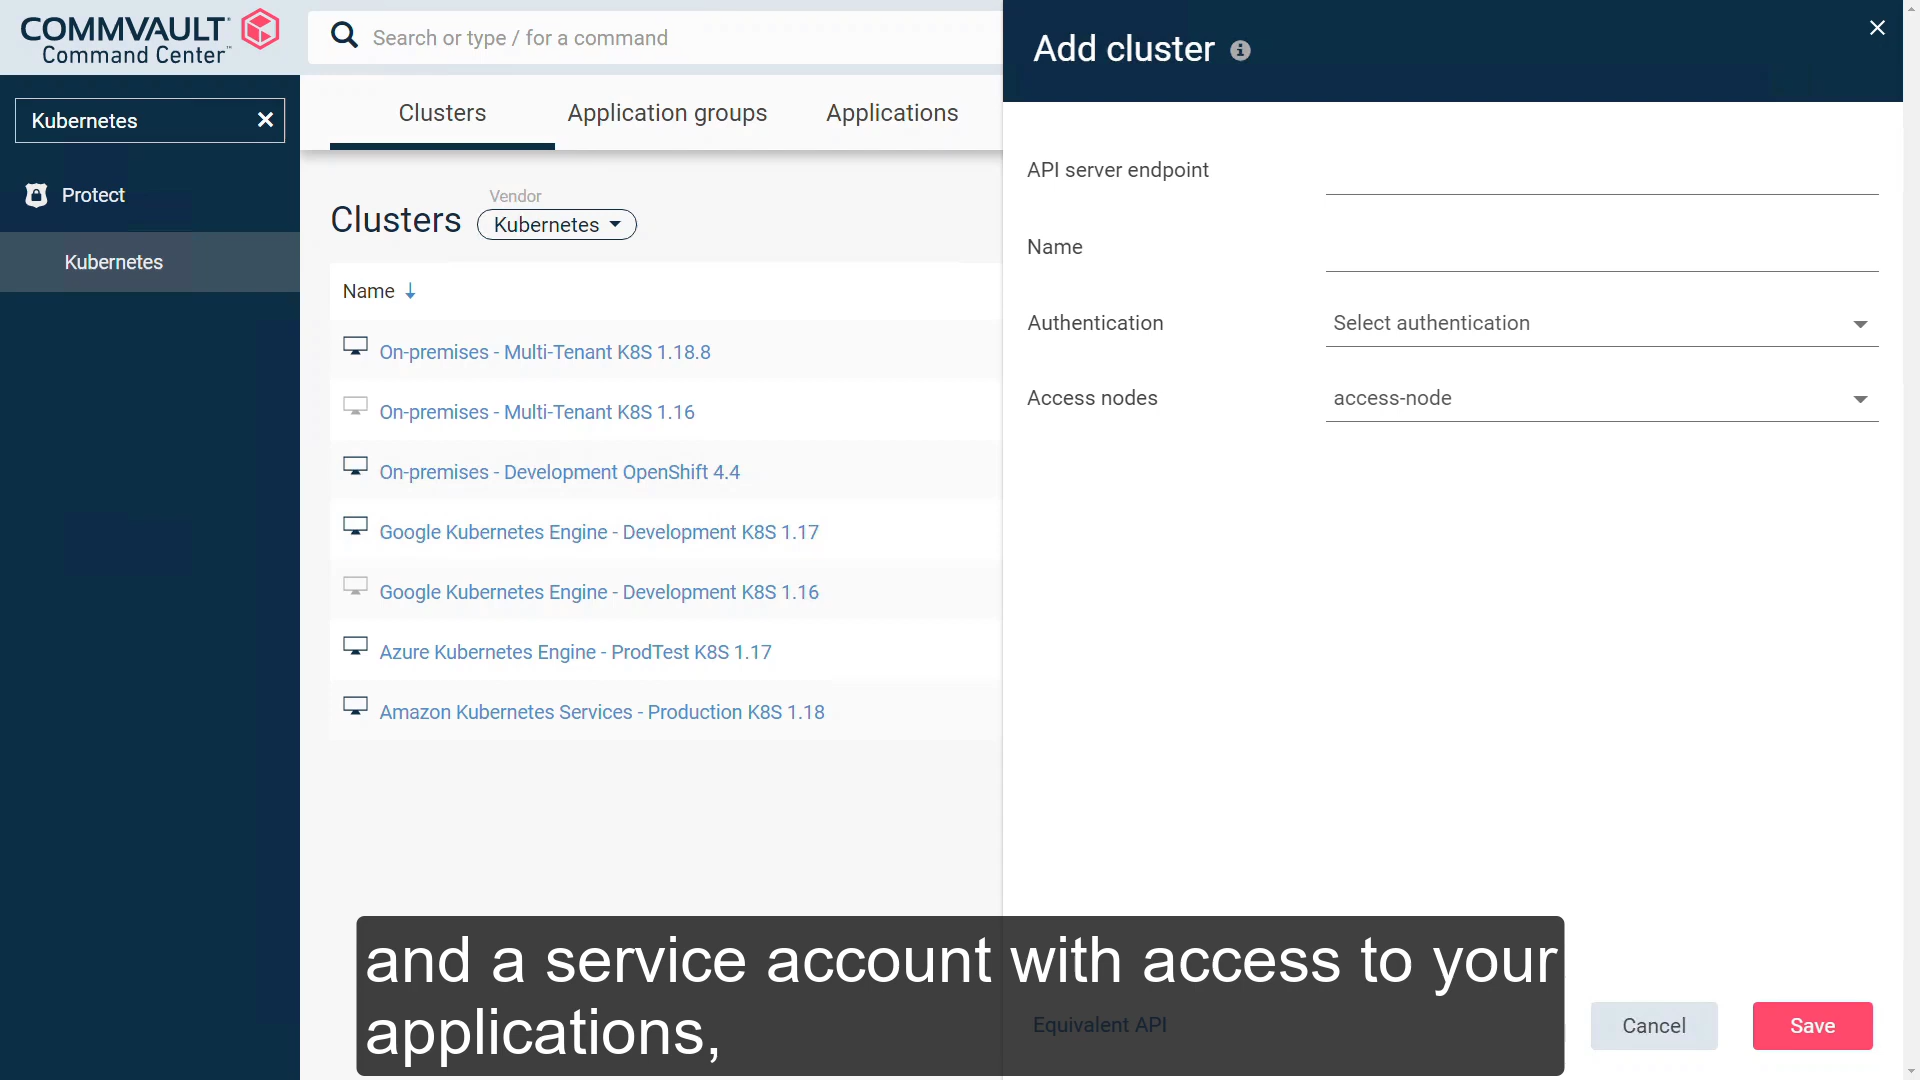 COMMVAULT
Command Center™
Search or type / for a command
Add cluster
Kubernetes
Protect
Kubernetes
Clusters
Application groups
Applications
Clusters
Vendor
Kubernetes
Name
On-premises - Multi-Tenant K8S 1.18.8
On-premises - Multi-Tenant K8S 1.16
On-premises - Development OpenShift 4.4
Google Kubernetes Engine - Development K8S 1.17
Google Kubernetes Engine - Development K8S 1.16
Azure Kubernetes Engine - ProdTest K8S 1.17
Amazon Kubernetes Services - Production K8S 1.18
API server endpoint
Name
Authentication
Select authentication
Access nodes
access-node
Equivalent API
Cancel
Save
and a service account with access to your
applications,